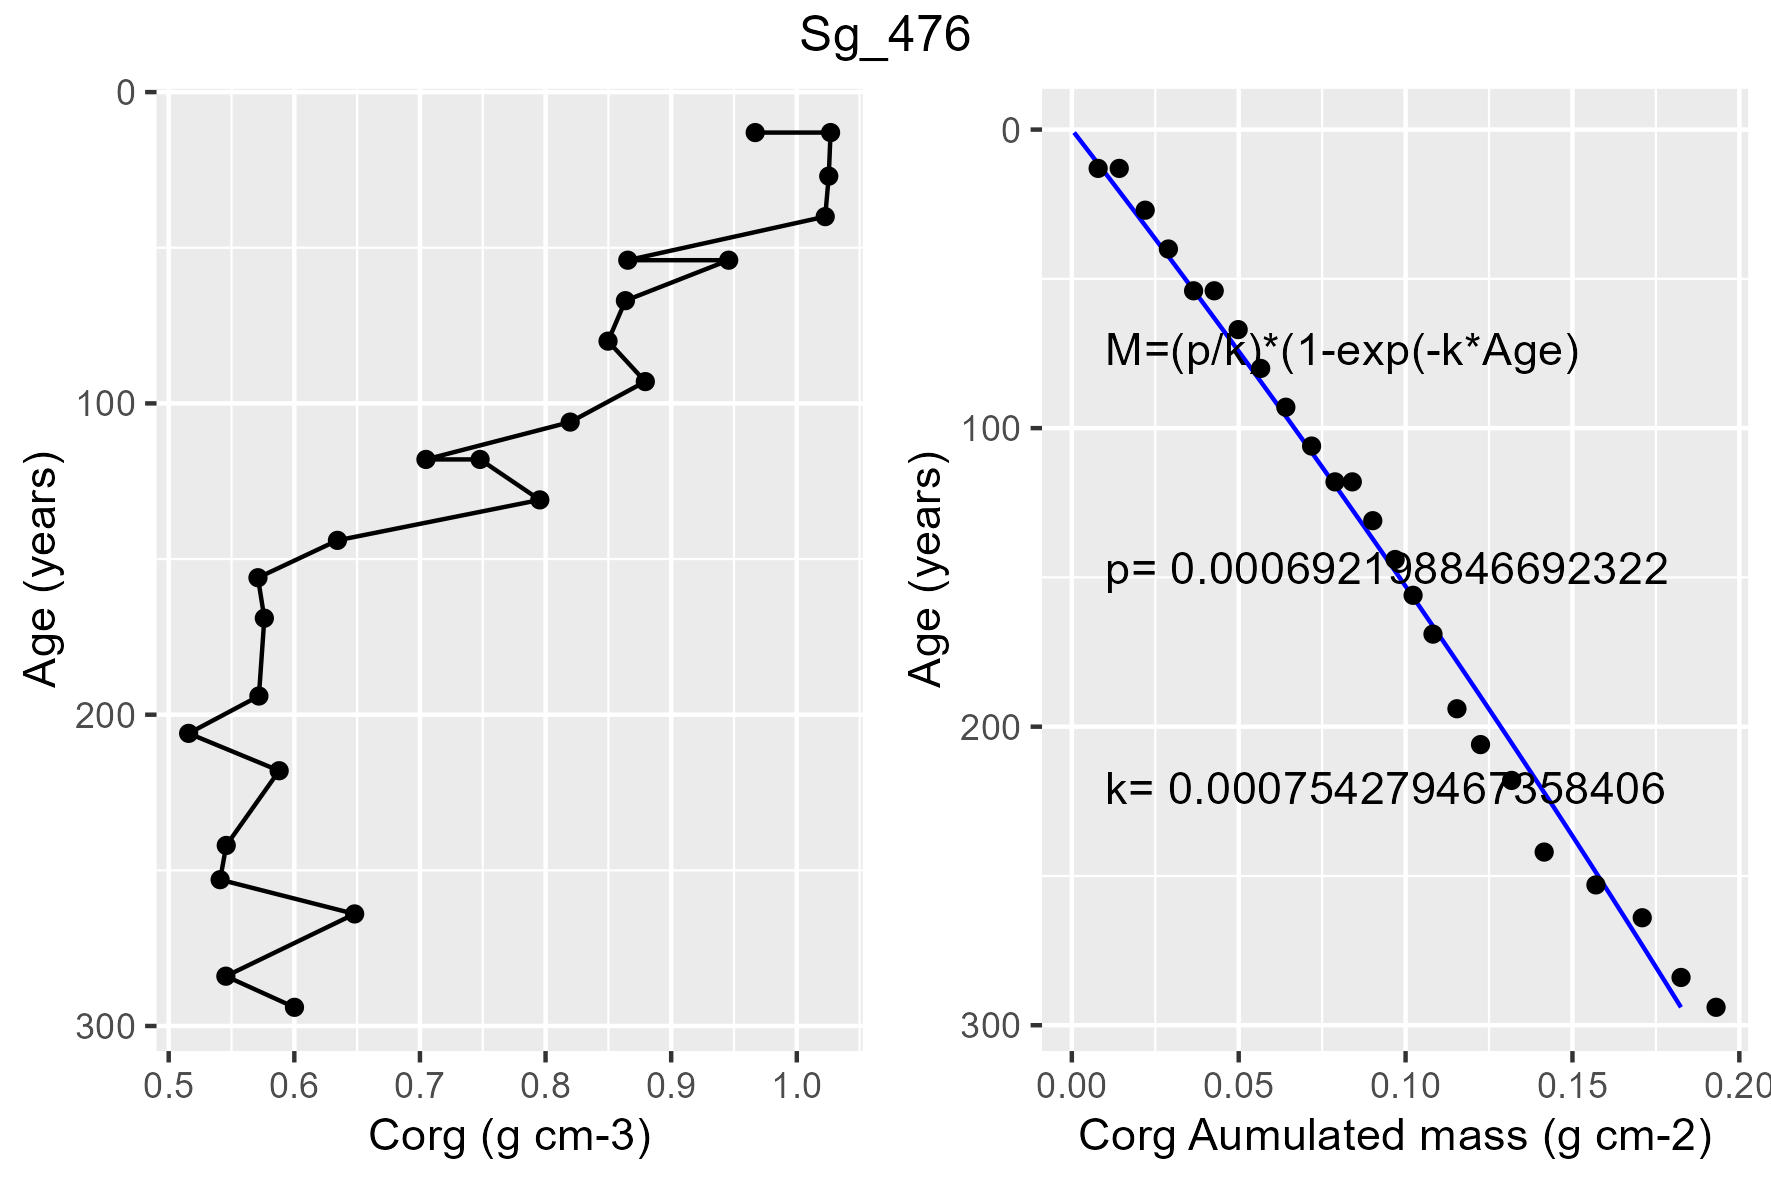 Sg_476
0
100
200
300
Age (years)
0.5 0.6 0.7 0.8 0.9 1.0
Corg (g cm-3)
0
100
200
300
Age (years)
M=(p/k)*(1-exp(-k*Age)
p= 0.000692198846692322
k= 0.000754279467358406
0.00 0.05 0.10 0.15 0.20
Corg Aumulated mass (g cm-2)